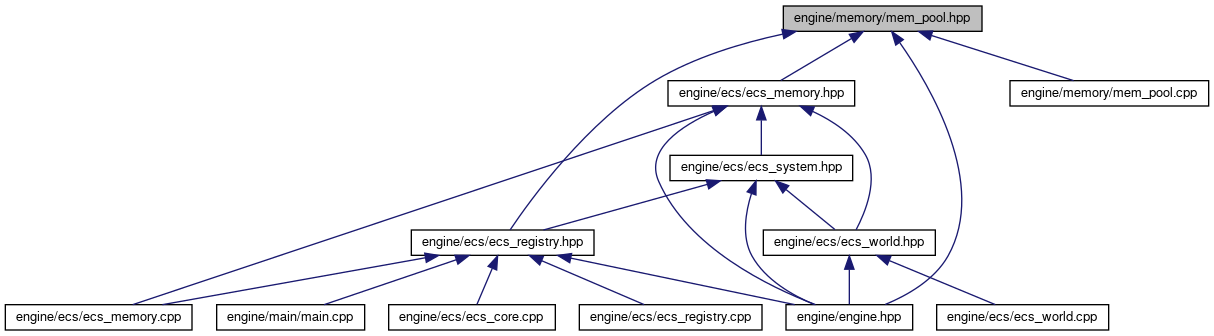 engine/memory/mem_pool.hpp
engine/ecs/ecs_memory.hpp
engine/memory/mem_pool.cpp
engine/ecs/ecs_system.hpp
engine/ecs/ecs_registry.hpp
engine/ecs/ecs_world.hpp
engine/ecs/ecs_memory.cpp
engine/main/main.cpp
engine/ecs/ecs_core.cpp
engine/ecs/ecs_registry.cpp
engine/engine.hpp
engine/ecs/ecs_world.cpp